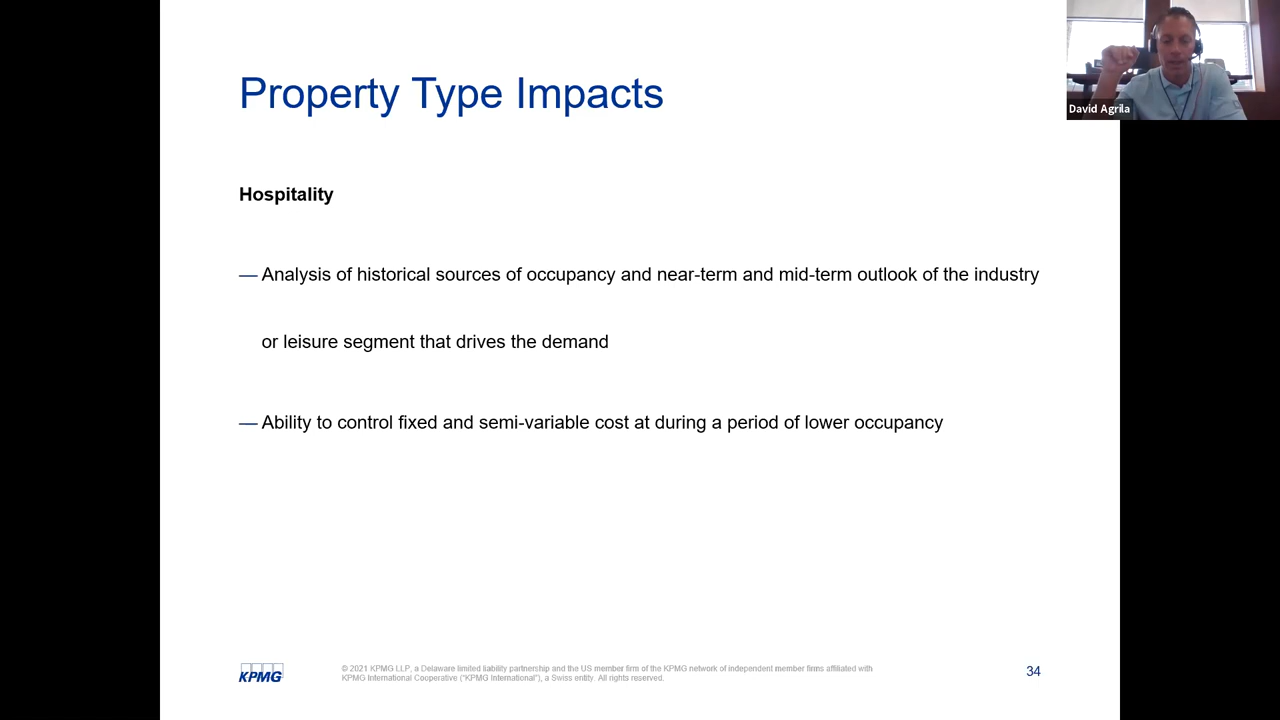 Property Type Impacts
David Agrila
Hospitality
— Analysis of historical sources of occupancy and near-term and mid-term outlook of the industry
or leisure segment that drives the demand
— Ability to control fixed and semi-variable cost at during a period of lower occupancy
KPMG
© 2021 KPMG LLP, a Delaware limited liability partnership and the US member firm of the KPMG network of independent member firms affiliated with
KPMG International Cooperative ("KPMG International"), a Swiss entity. All rights reserved.
34